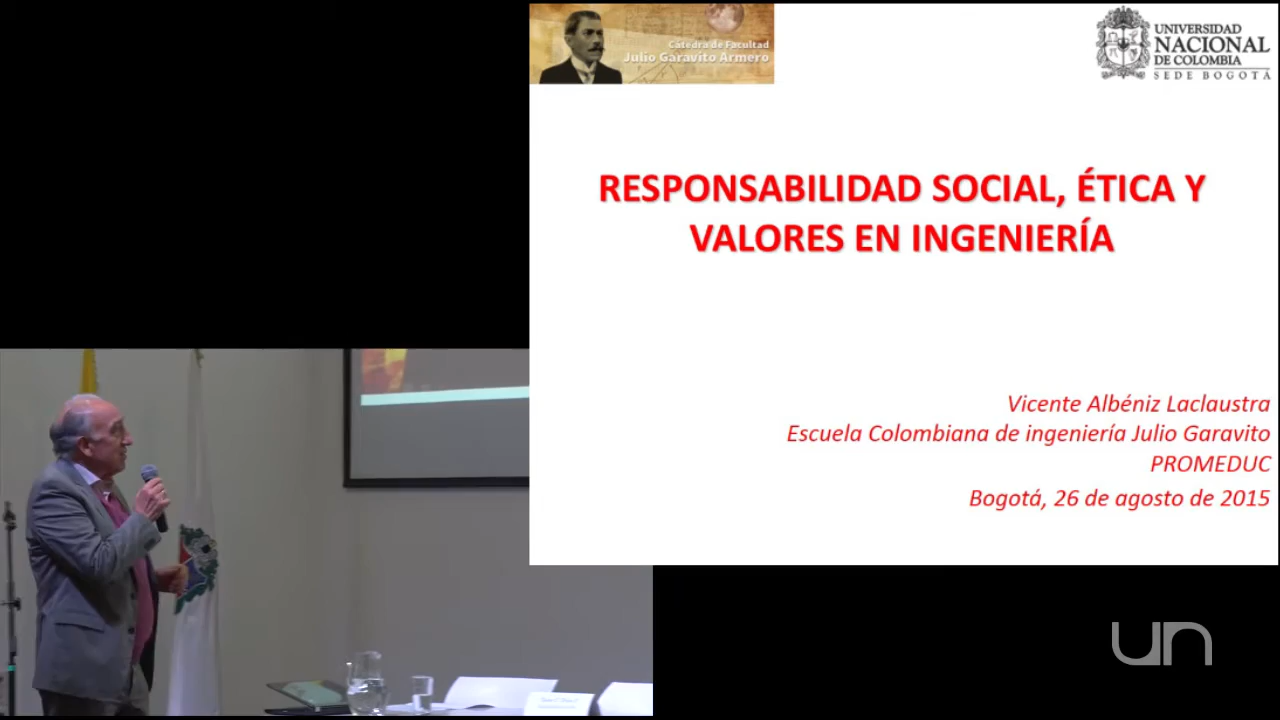 Cátedra de Facultad
Julio Garavito Armero
UNIVERSIDAD
NACIONAL
DE COLOMBIA
SEDE BOGOTÁ
RESPONSABILIDAD SOCIAL, ÉTICA Y
VALORES EN INGENIERÍA
Vicente Albéniz Laclaustra
Escuela Colombiana de ingeniería Julio Garavito
PROMEDUC
Bogotá, 26 de agosto de 2015
un